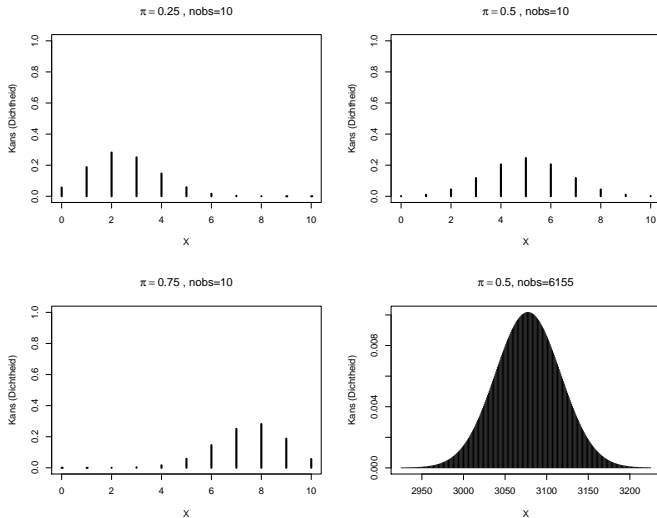 π = 0.25 , nobs=10
Kans (Dichtheid)
1.0
0.8
0.6
0.4
0.2
0.0
0 2 4 6 8 10
X
π = 0.5 , nobs=10
Kans (Dichtheid)
1.0
0.8
0.6
0.4
0.2
0.0
0 2 4 6 8 10
X
π = 0.75 , nobs=10
Kans (Dichtheid)
1.0
0.8
0.6
0.4
0.2
0.0
0 2 4 6 8 10
X
π = 0.5, nobs=6155
Kans (Dichtheid)
0.008
0.004
0.000
2950 3000 3050 3100 3150 3200
X